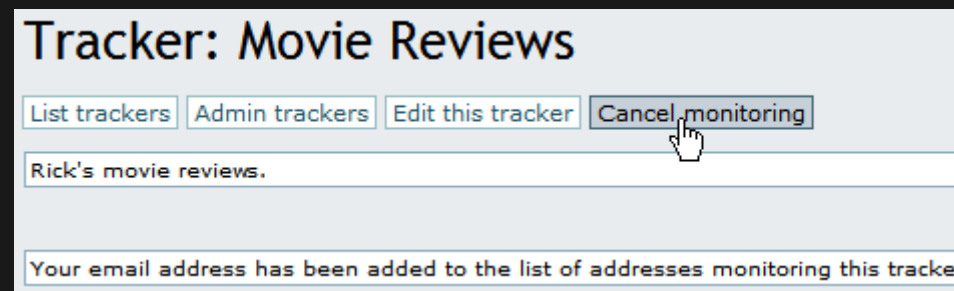 Tracker: Movie Reviews
List trackers Admin trackers Edit this tracker Cancel monitoring
Rick's movie reviews.
Your email address has been added to the list of addresses monitoring this tracke